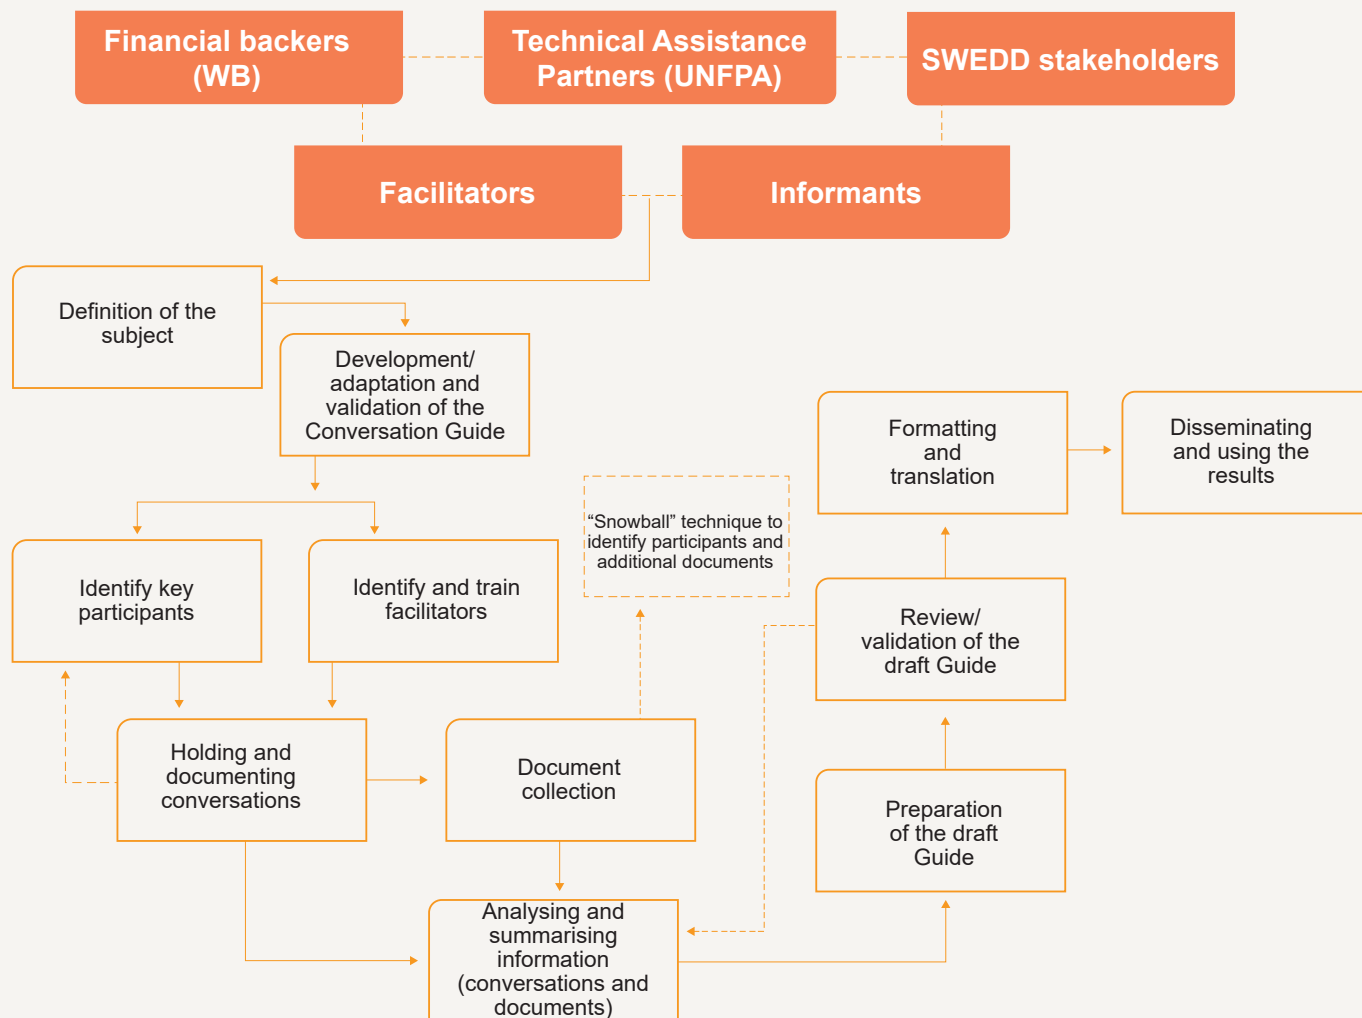 Financial backers
(WB)
Technical Assistance
Partners (UNFPA)
SWEDD stakeholders
Facilitators
Informants
Definition of the
subject
Development/
adaptation and
validation of the
Conversation Guide
Identify key
participants
Identify and train
facilitators
“Snowball” technique to
identify participants and
additional documents
Holding and
documenting
conversations
Document
collection
Analysing and
summarising
information
(conversations and
documents)
Preparation
of the draft
Guide
Review/
validation of the
draft Guide
Formatting
and
translation
Disseminating
and using the
results